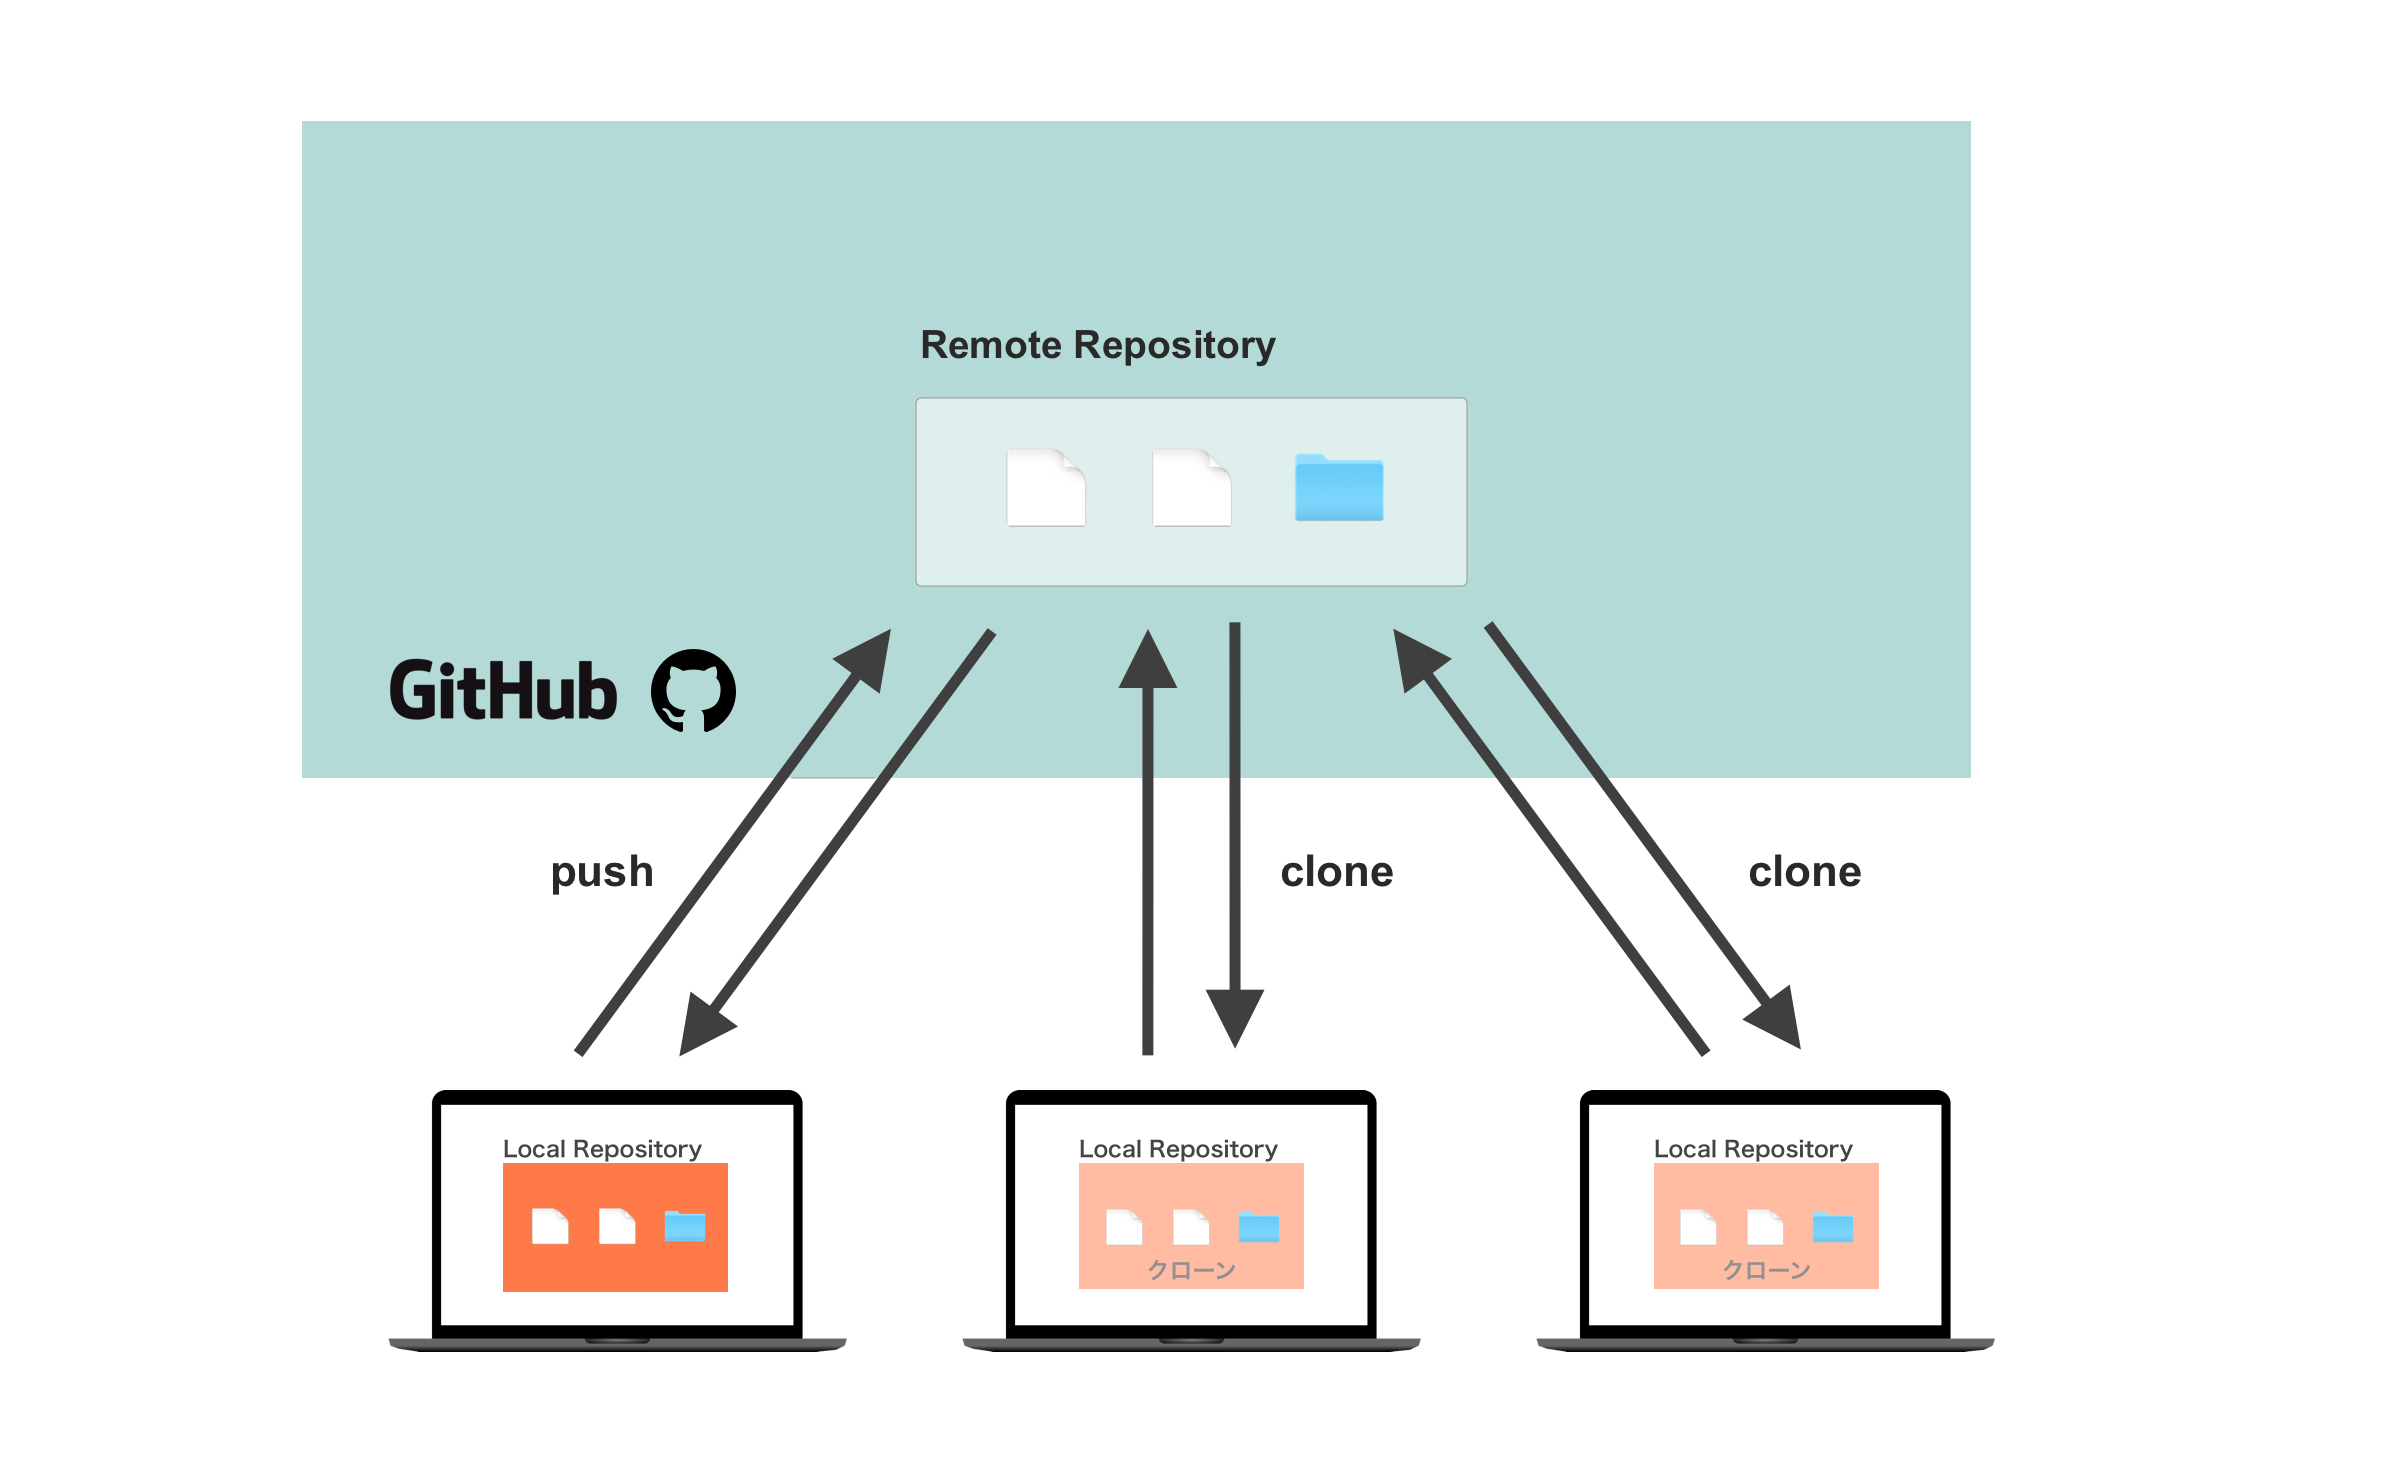 Remote Repository
GitHub
push
clone
clone
Local Repository
クローン
Local Repository
クローン
Local Repository